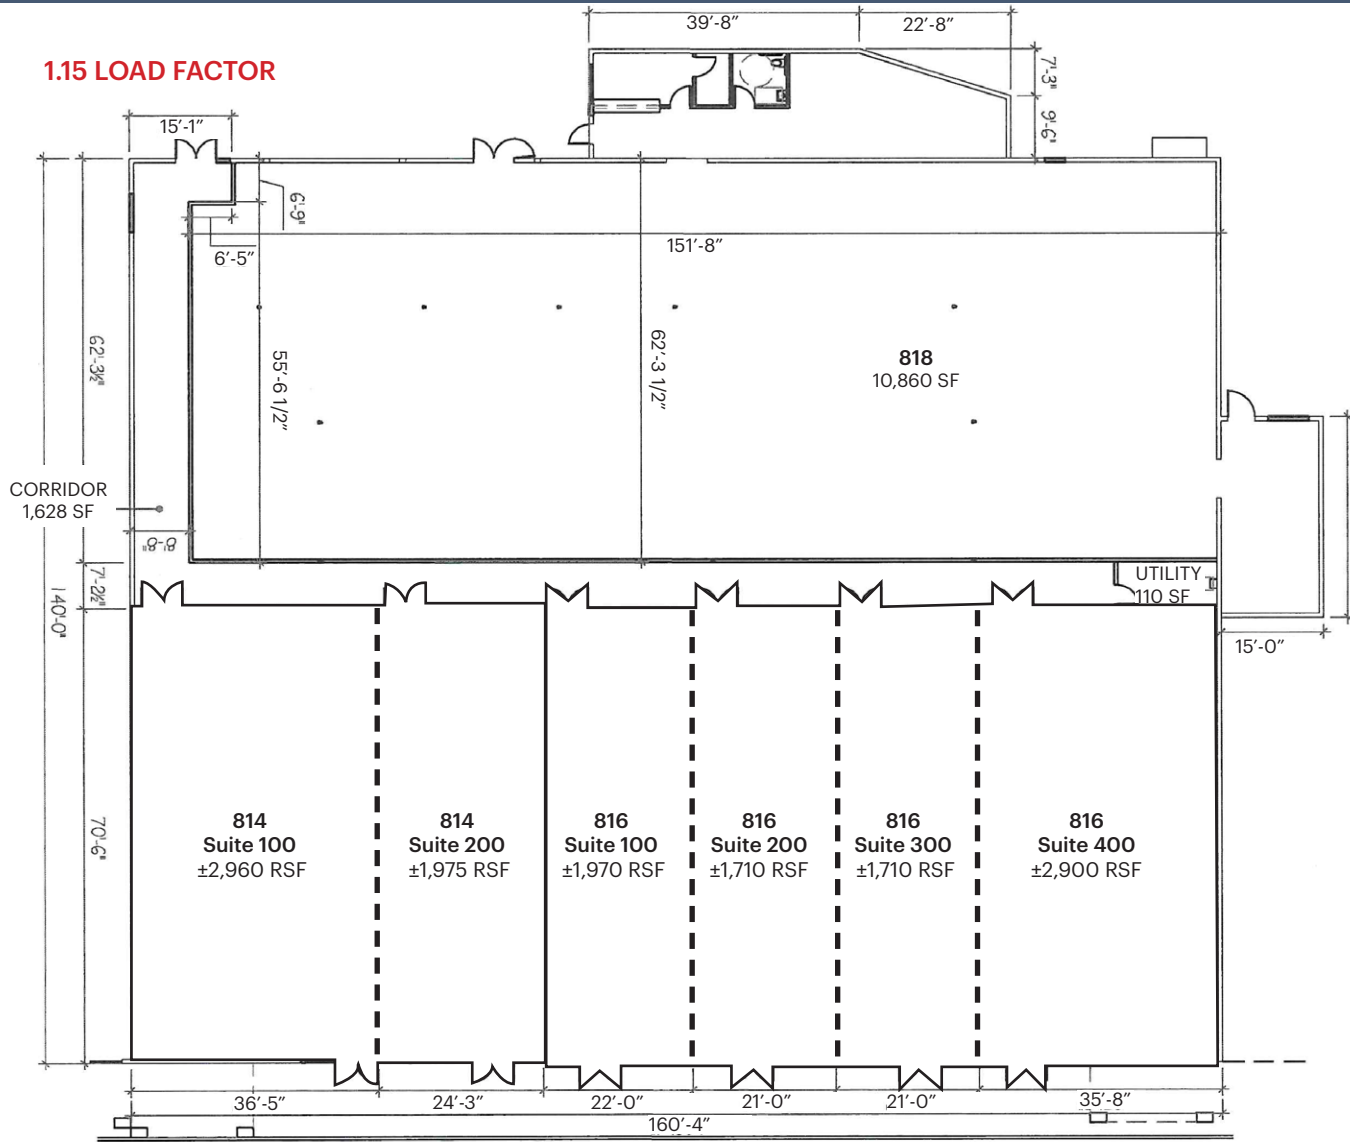 39'-8"
22'-8"
1.15 LOAD FACTOR
7'-3"
9'-6"
15'-1"
6'-9"
151'-8"
6'-5"
62'-3½"
55'-6 1/2"
62'-3 1/2"
818
10,860 SF
CORRIDOR
1,628 SF
8'-8"
7'-2½"
UTILITY
110 SF
140'-0"
15'-0"
70'-6"
814
Suite 100
±2,960 RSF
814
Suite 200
±1,975 RSF
816
Suite 100
±1,970 RSF
816
Suite 200
±1,710 RSF
816
Suite 300
±1,710 RSF
816
Suite 400
±2,900 RSF
36'-5"
24'-3"
22'-0"
21'-0"
21'-0"
35'-8"
160'-4"